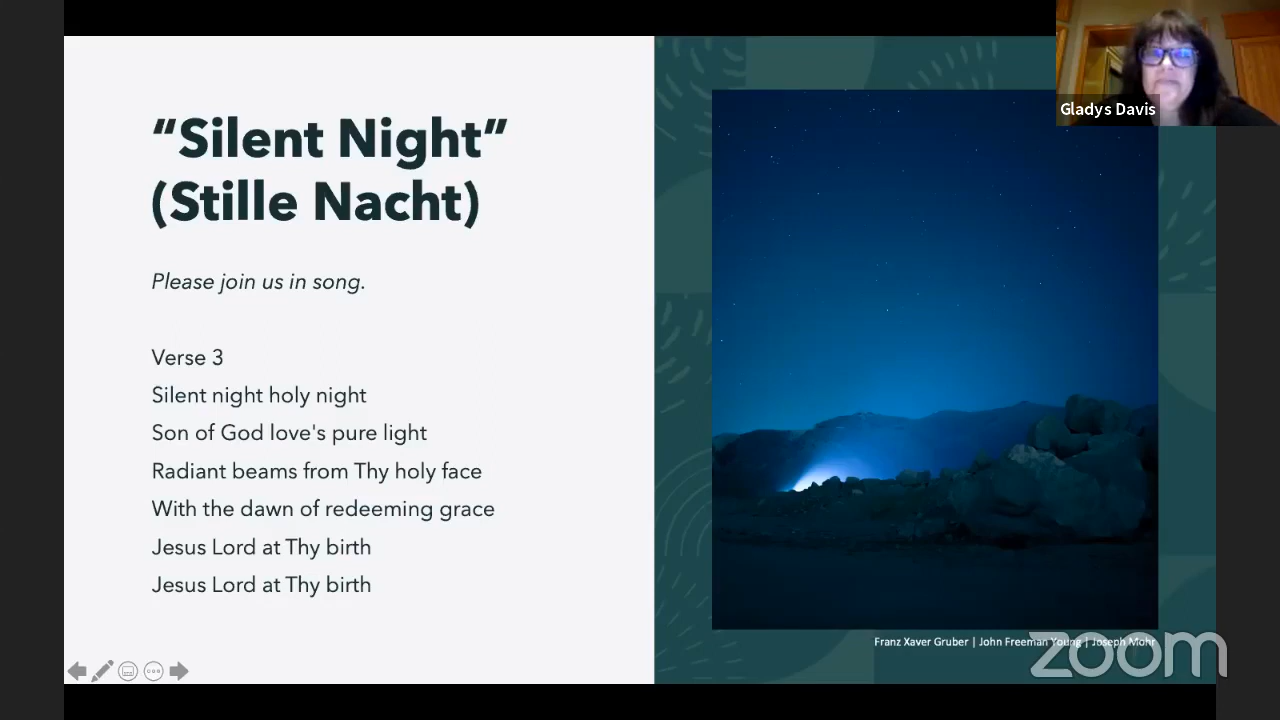 “Silent Night”
(Stille Nacht)
Please join us in song.
Verse 3
Silent night holy night
Son of God love's pure light
Radiant beams from Thy holy face
With the dawn of redeeming grace
Jesus Lord at Thy birth
Jesus Lord at Thy birth
Gladys Davis
Franz Xaver Gruber | John Freeman Young | Joseph Mohr
zoom